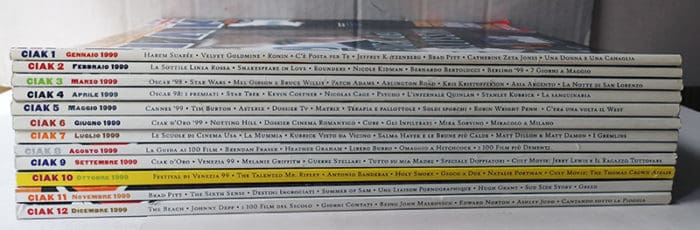 CIAK 1 GENNAIO 1999 HAREM SUARÉE • VELVET GOLDMINE • RONIN • C'È POSTA PER TE • JEFFREY KATZENBERG • BRAD PITT • CATHERINE ZETA JONES • UNA DONNA E UNA CANAGLIA
CIAK 2 FEBBRAIO 1999 LA SOTTILE LINEA ROSSA • SHAKESPEARE IN LOVE • ROUNDERS • NICOLE KIDMAN • BERNARDO BERTOLUCCI • BERLINO '99 • 7 GIORNI A MAGGIO
CIAK 3 MARZO 1999 OSCAR '98 • STAR WARS • MEL GIBSON E BRUCE WILLIS • PATCH ADAMS • ARLINGTON ROAD • KRIS KRISTOFFERSON • ASIA ARGENTO • LA NOTTE DI SAN LORENZO
CIAK 4 APRILE 1999 OSCAR '98: I PREMIATI • STAR TREK • KEVIN COSTNER • NICOLAS CAGE • PSYCHO • L'INFERNALE QUINLAN • STANLEY KUBRICK • LA SANGUINARIA
CIAK 5 MAGGIO 1999 CANNES '99 • TIM BURTON • ASTERIX • DOSSIER TV • MATRIX • TERAPIA E PALLOTTOLE • SOLDI SPORCHI • ROBIN WRIGHT PENN • C'ERA UNA VOLTA IL WEST
CIAK 6 GIUGNO 1999 CIAK D'ORO '99 • NOTTING HILL • DOSSIER CINEMA ROMANTICO • CUBE • GLI INFILTRATI • MIRA SORVINO • MIRACOLO A MILANO
CIAK 7 LUGLIO 1999 LE SCUOLE DI CINEMA USA • LA MUMMIA • KUBRICK VISTO DA VICINO • SALMA HAYEK E LE BRUNE PIÙ CALDE • MATT DILLON & MATT DAMON • I GREMLINS
CIAK 8 AGOSTO 1999 LA GUIDA AI 100 FILM • BRENDAN FRASER • HEATHER GRAHAM • LIBERO BURRO • OMAGGIO A HITCHCOCK • I 100 FILM PIÙ DEMENTI
CIAK 9 SETTEMBRE 1999 CIAK D'ORO • VENEZIA 99 • MELANIE GRIFFITH • GUERRE STELLARI • TUTTO SU MIA MADRE • SPECIALE DOPPIATORI • CULT MOVIE: JERRY LEWIS E IL RAGAZZO TUTTOFARE
CIAK 10 OTTOBRE 1999 FESTIVAL DI VENEZIA 99 • THE TALENTED MR. RIPLEY • ANTONIO BANDERAS • HOLY SMOKE • GIOCO A DUE • NATALIE PORTMAN • CULT MOVIE: THE THOMAS CROWN AFFAIR
CIAK 11 NOVEMBRE 1999 BRAD PITT • THE SIXTH SENSE • DESTINI INCROCIATI • SUMMER OF SAM • UNE LIAISON PORNOGRAPHIQUE • HUGH GRANT • SUD SIDE STORY • GREED
CIAK 12 DICEMBRE 1999 THE BEACH • JOHNNY DEPP • I 100 FILM DEL SECOLO • GIORNI CONTATI • BEING JOHN MALKOVICH • EDWARD NORTON • ASHLEY JUDD • CANTANDO SOTTO LA PIOGGIA